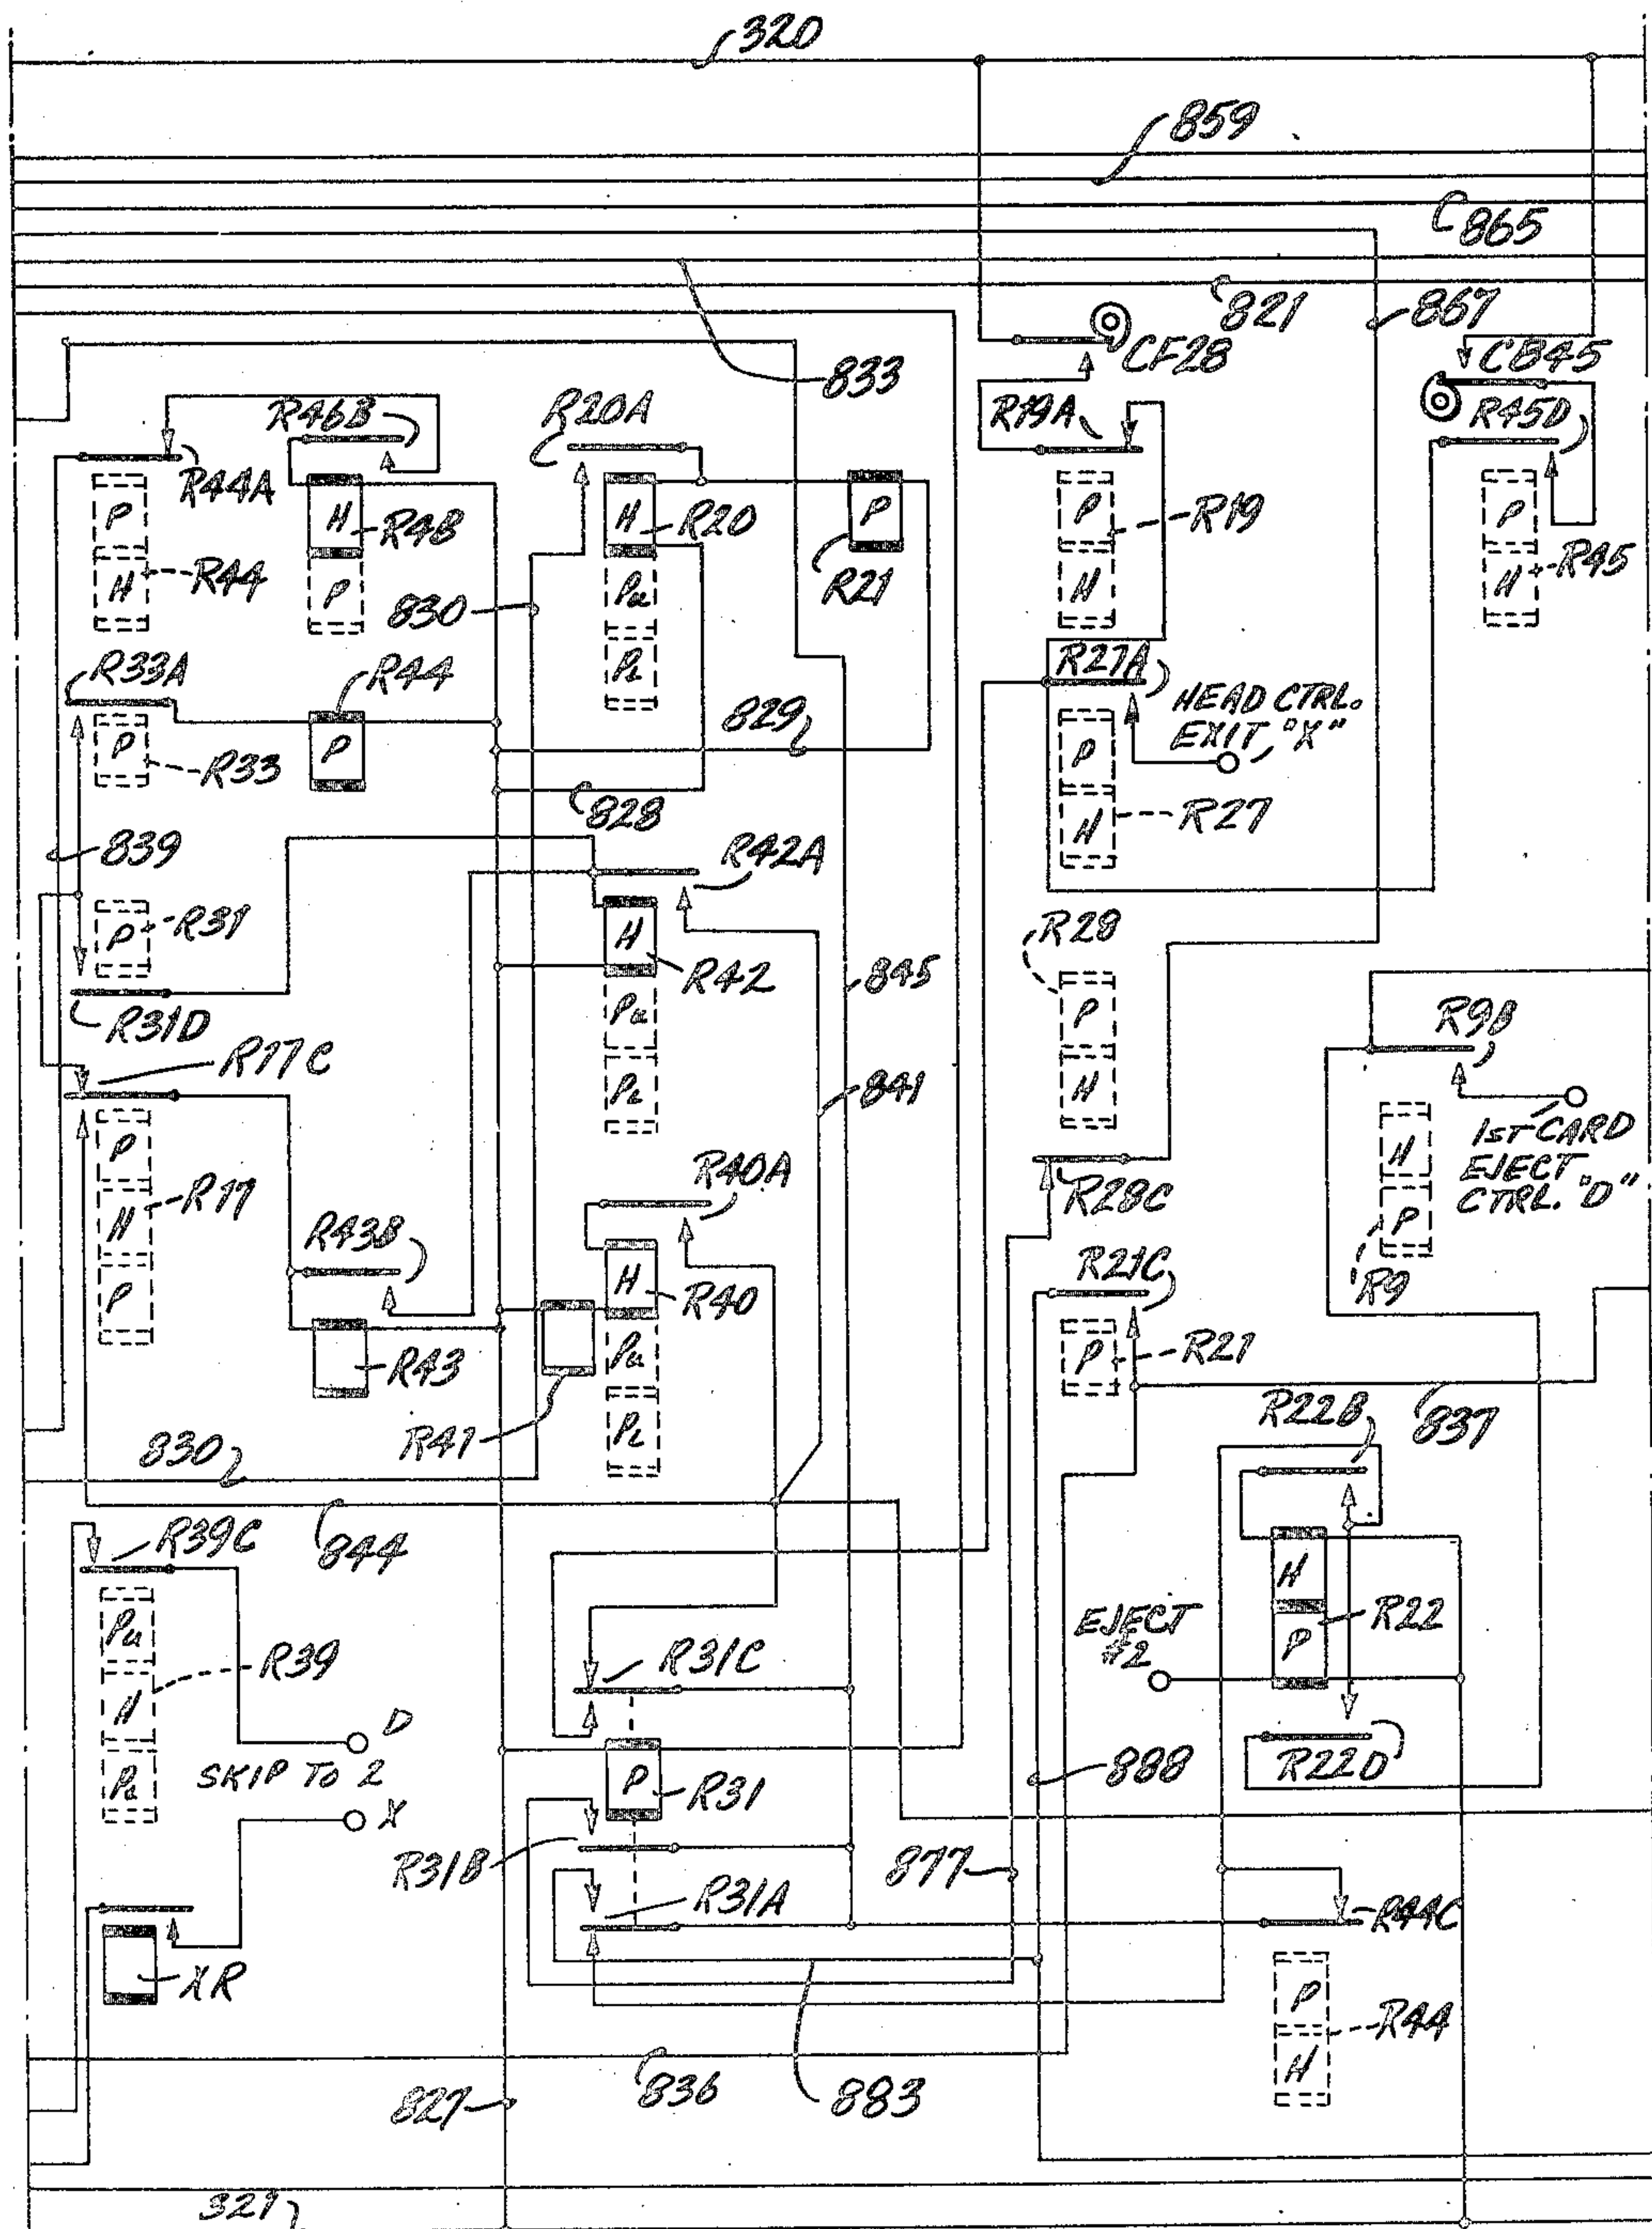 320
859
865
821
867
833
CF28
CB45
R46B
R20A
R19A
R45D
R44A
P
H
R48
H
R20
P
R21
P
R19
P
R45
H
R44
P
Pu
H
H
830
PL
R33A
R44
R27A
HEAD CTRL.
EXIT, "X"
P
R33
P
829
P
828
H
R27
839
R42A
P
R31
H
R42
R28
R31D
Pu
845
P
R9B
R17C
PL
841
H
1ST CARD
EJECT
CTRL. "D"
P
H
R17
P
R40A
R28C
H
P
R9
R43B
H
R40
R21C
R43
Pu
P
R21
R41
PL
R22B
837
830
R39C
844
H
Pu
EJECT
#2
P
R22
H
R39
R31C
D
SKIP TO 2
PL
X
P
R31
888
R22D
R31B
877
R31A
R44C
XR
P
R44
H
836
883
827
321